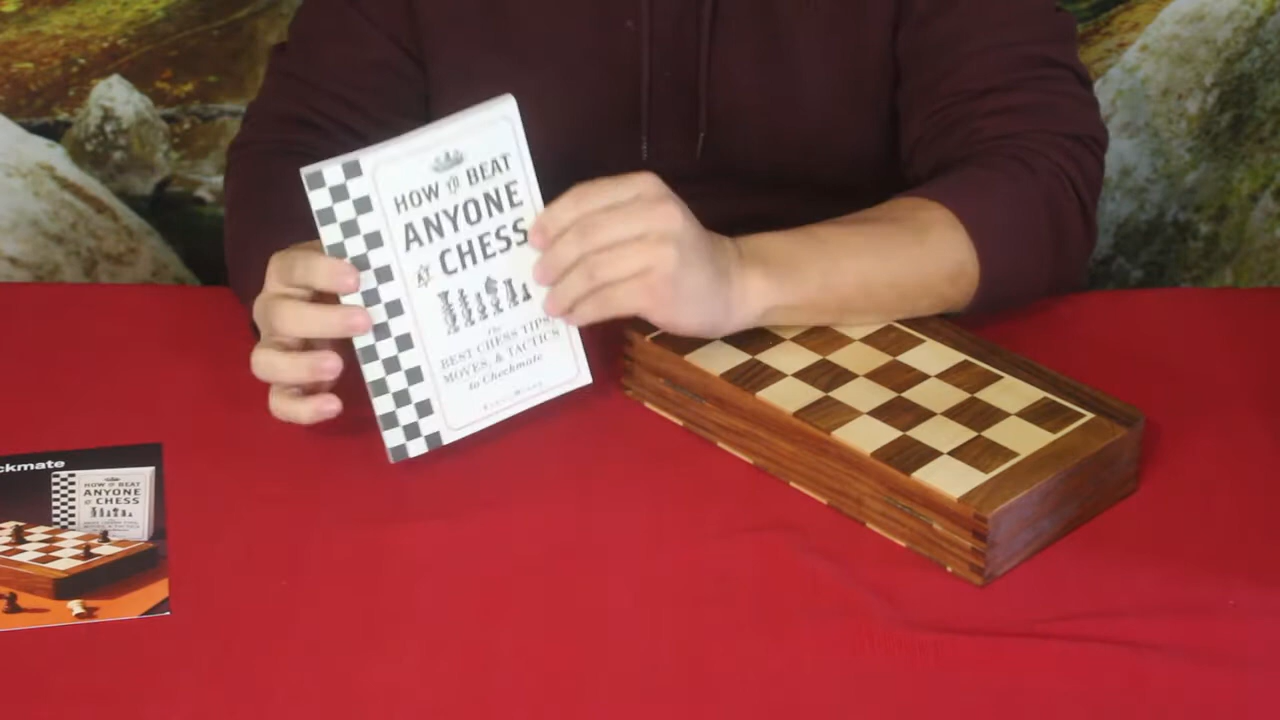 HOW TO BEAT
ANYONE
AT CHESS
The
BEST CHESS TIPS,
MOVES, & TACTICS
to Checkmate
ckmate
HOW TO BEAT
ANYONE
AT CHESS